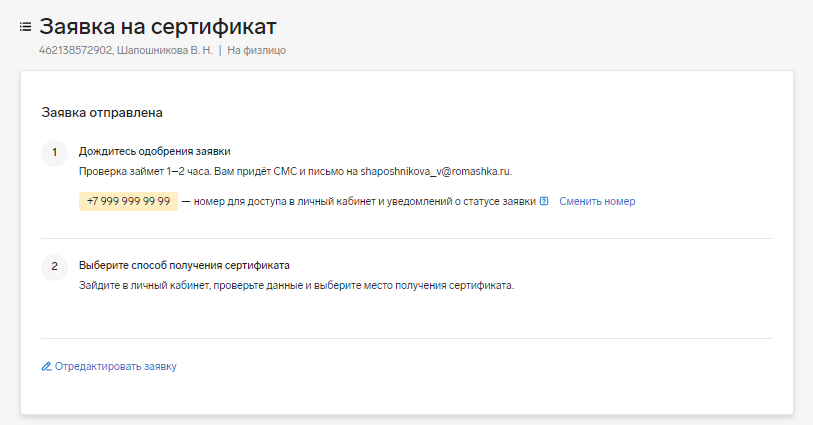 Заявка на сертификат
462138572902, Шапошникова В. Н. | На физлицо
Заявка отправлена
1
Дождитесь одобрения заявки
Проверка займет 1–2 часа. Вам придёт СМС и письмо на shaposhnikova_v@romashka.ru.
+7 999 999 99 99 — номер для доступа в личный кабинет и уведомлений о статусе заявки ? Сменить номер
2
Выберите способ получения сертификата
Зайдите в личный кабинет, проверьте данные и выберите место получения сертификата.
Отредактировать заявку